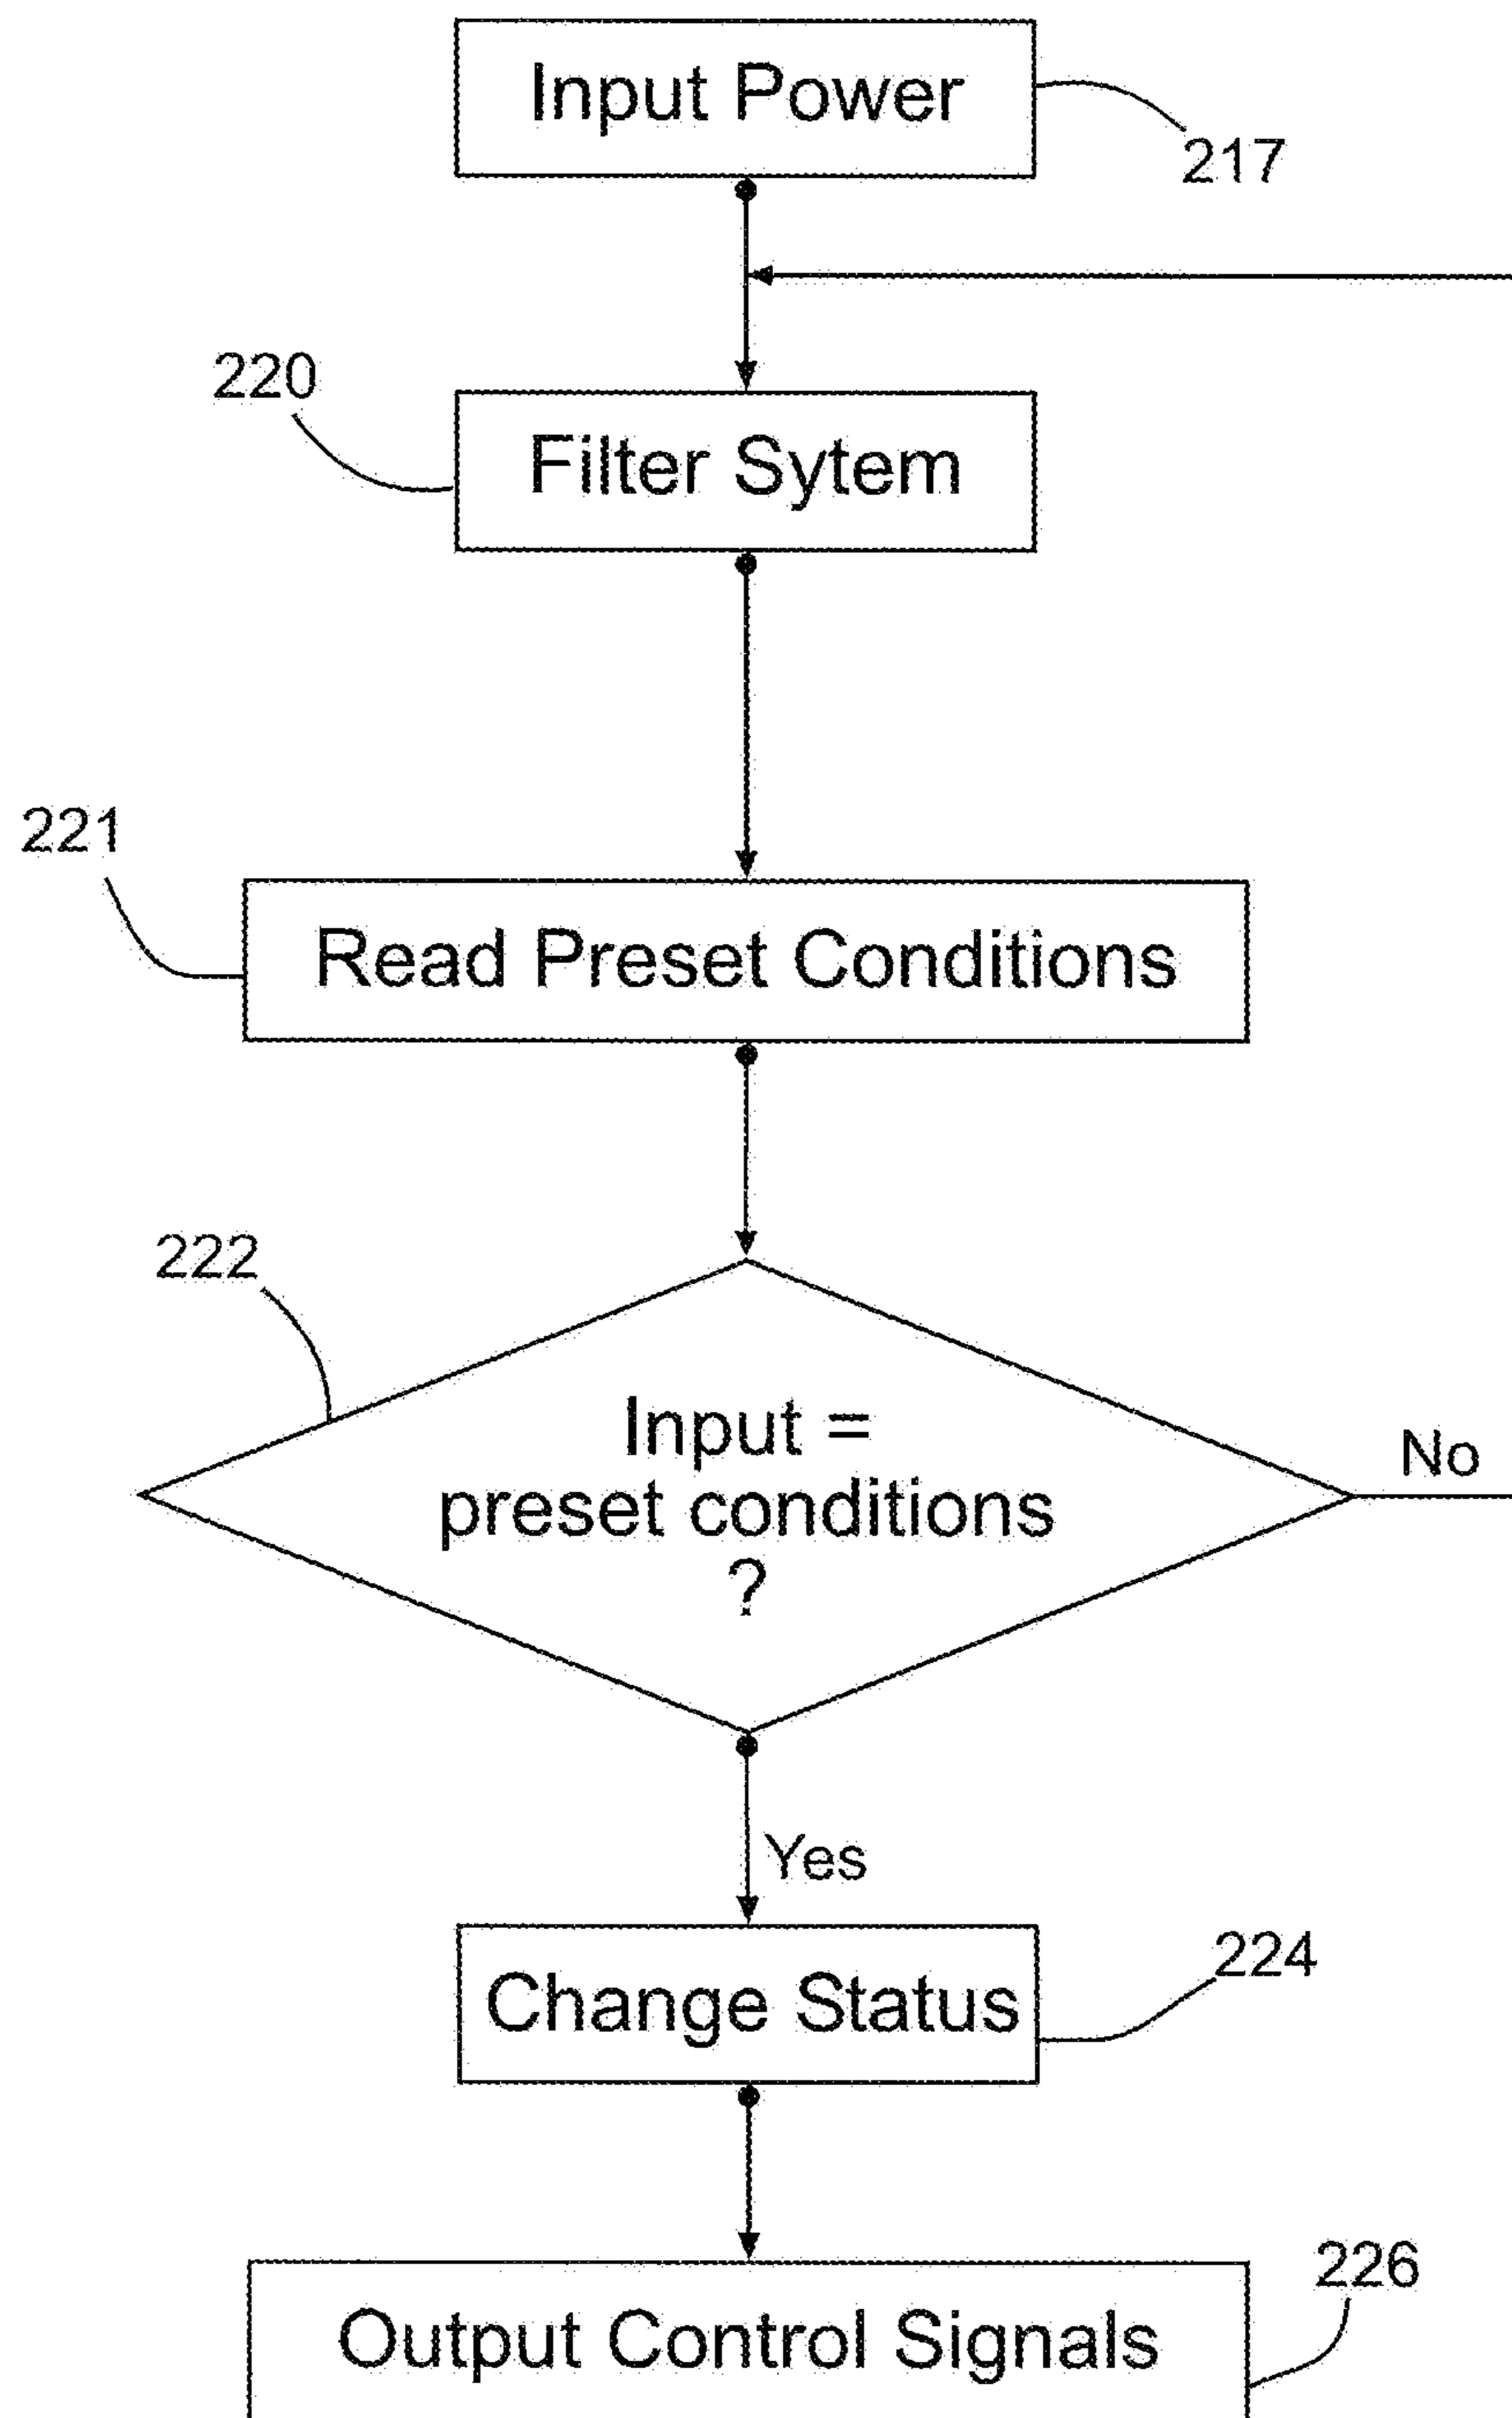 Input Power
217
220
Filter Sytem
221
Read Preset Conditions
222
Input =
preset conditions
?
No
Yes
Change Status
224
226
Output Control Signals